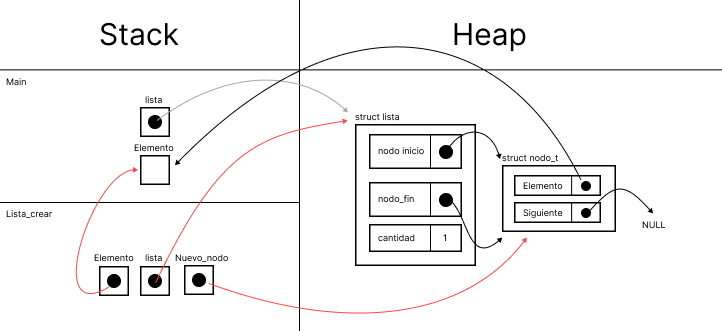 Stack
Heap
Main
lista
Elemento
Lista_crear
Elemento
lista
Nuevo_nodo
struct lista
nodo inicio
nodo_fin
cantidad
1
struct nodo_t
Elemento
Siguiente
NULL